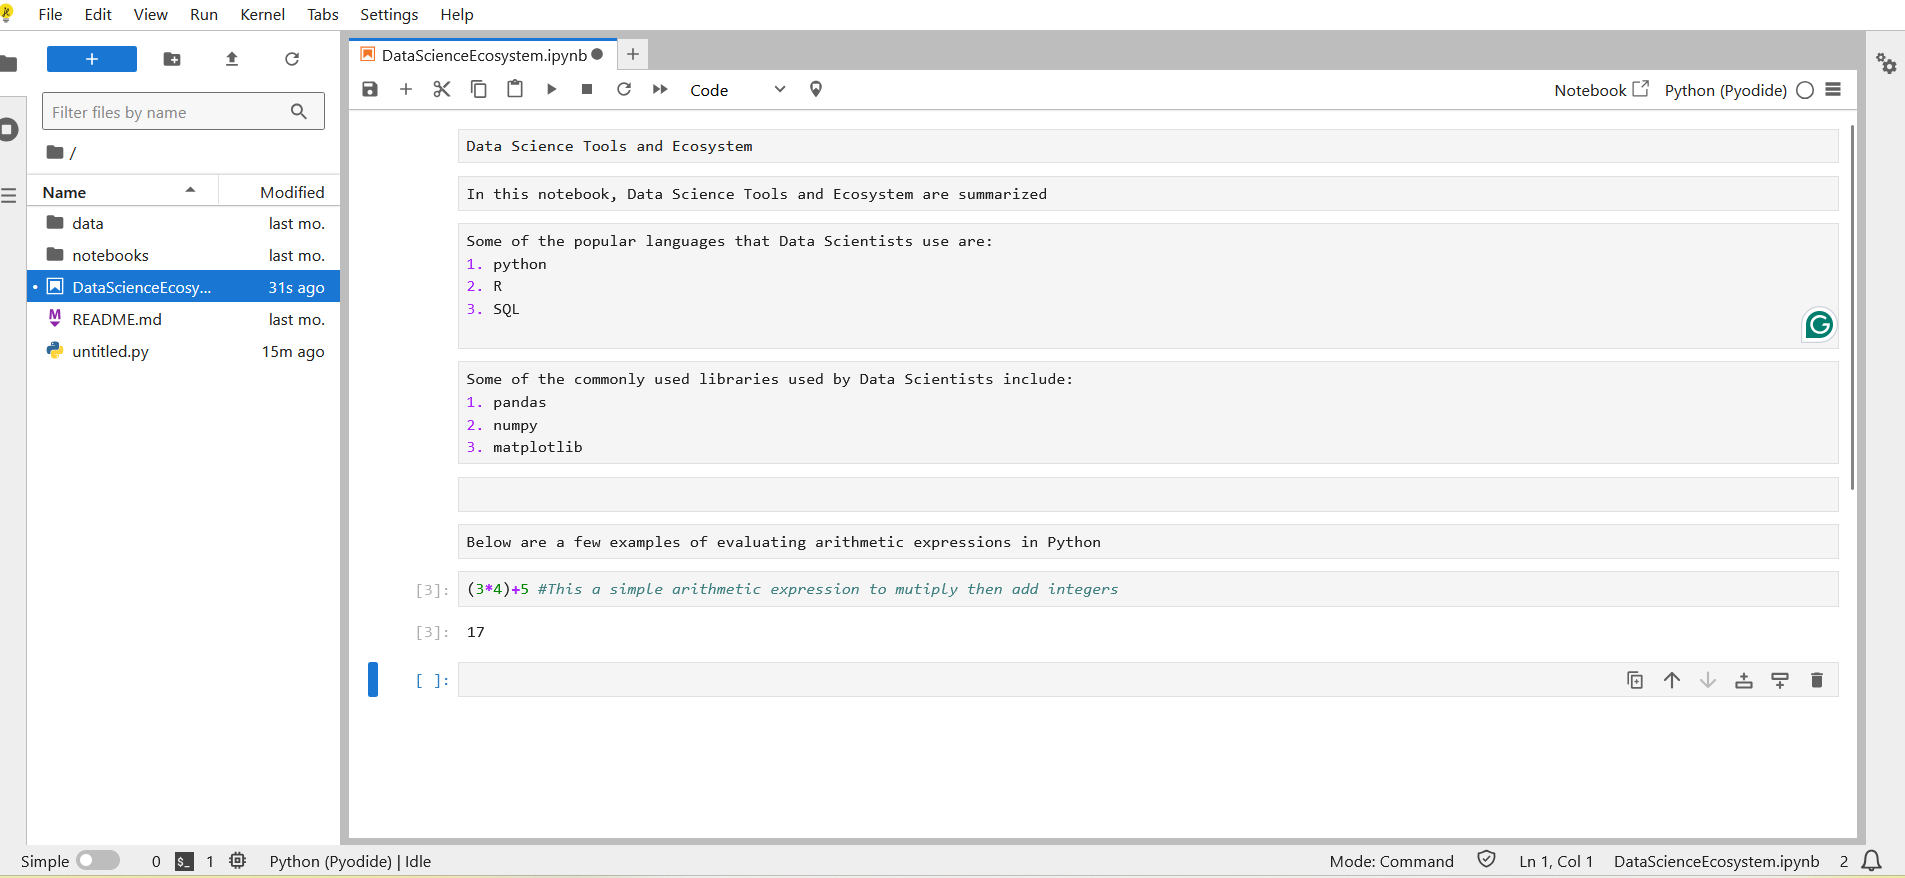 File Edit View Run Kernel Tabs Settings Help
+
Filter files by name
/
Name Modified
data last mo.
notebooks last mo.
• DataScienceEcosy... 31s ago
M README.md last mo.
untitled.py 15m ago
DataScienceEcosystem.ipynb
+
Code
Notebook Python (Pyodide)
Data Science Tools and Ecosystem
In this notebook, Data Science Tools and Ecosystem are summarized
Some of the popular languages that Data Scientists use are:
1. python
2. R
3. SQL
G
Some of the commonly used libraries used by Data Scientists include:
1. pandas
2. numpy
3. matplotlib
Below are a few examples of evaluating arithmetic expressions in Python
[3]: (3*4)+5 #This a simple arithmetic expression to mutiply then add integers
[3]: 17
[ ]:
Simple 0 $_ 1 Python (Pyodide) | Idle Mode: Command Ln 1, Col 1 DataScienceEcosystem.ipynb 2